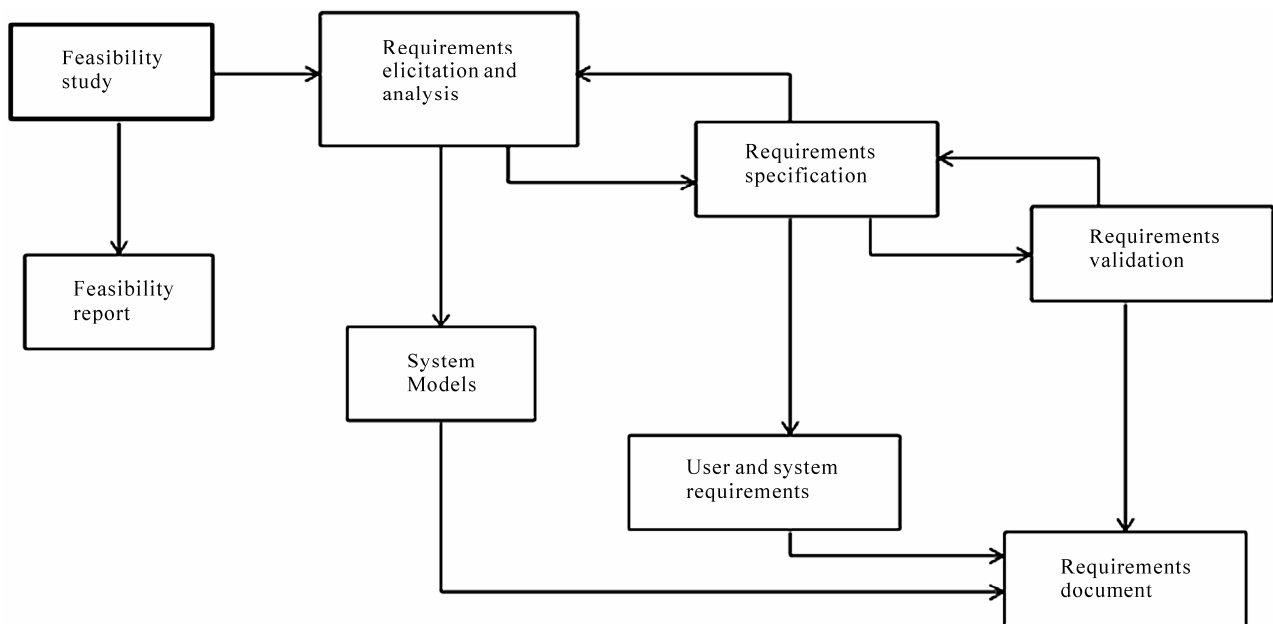 Feasibility
study
Requirements
elicitation and
analysis
Requirements
specification
Requirements
validation
Feasibility
report
System
Models
User and system
requirements
Requirements
document